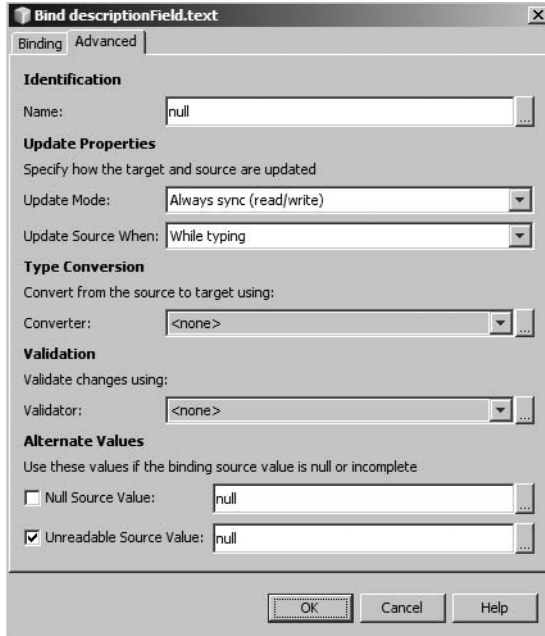 Bind descriptionField.text
Binding Advanced
Identification
Name: null ...
Update Properties
Specify how the target and source are updated
Update Mode: Always sync (read/write)
Update Source When: While typing
Type Conversion
Convert from the source to target using:
Converter: <none> ...
Validation
Validate changes using:
Validator: <none> ...
Alternate Values
Use these values if the binding source value is null or incomplete
Null Source Value: null ...
Unreadable Source Value: null ...
OK Cancel Help